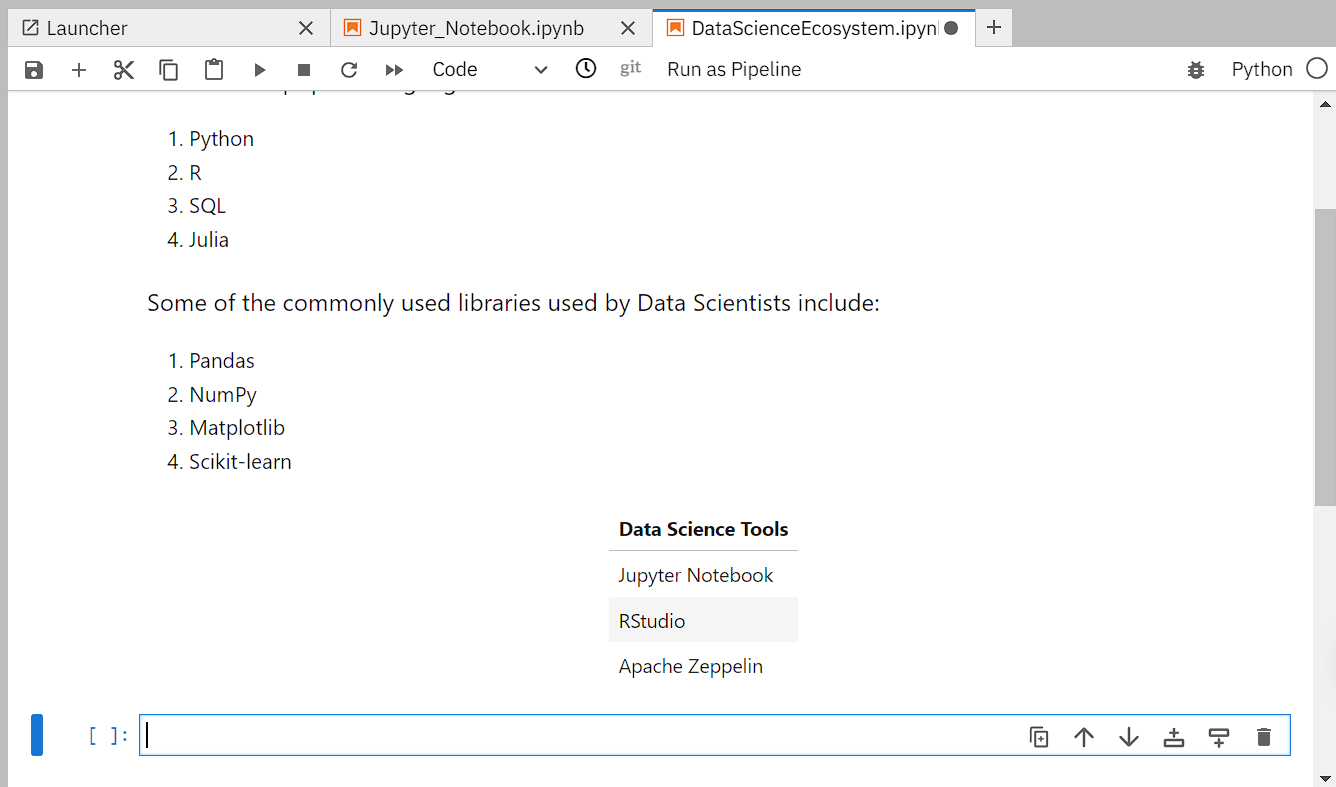 Launcher
Jupyter_Notebook.ipynb
DataScienceEcosystem.ipynl
Code
git
Run as Pipeline
Python
1. Python
2. R
3. SQL
4. Julia
Some of the commonly used libraries used by Data Scientists include:
1. Pandas
2. NumPy
3. Matplotlib
4. Scikit-learn
Data Science Tools
Jupyter Notebook
RStudio
Apache Zeppelin
[ ]: